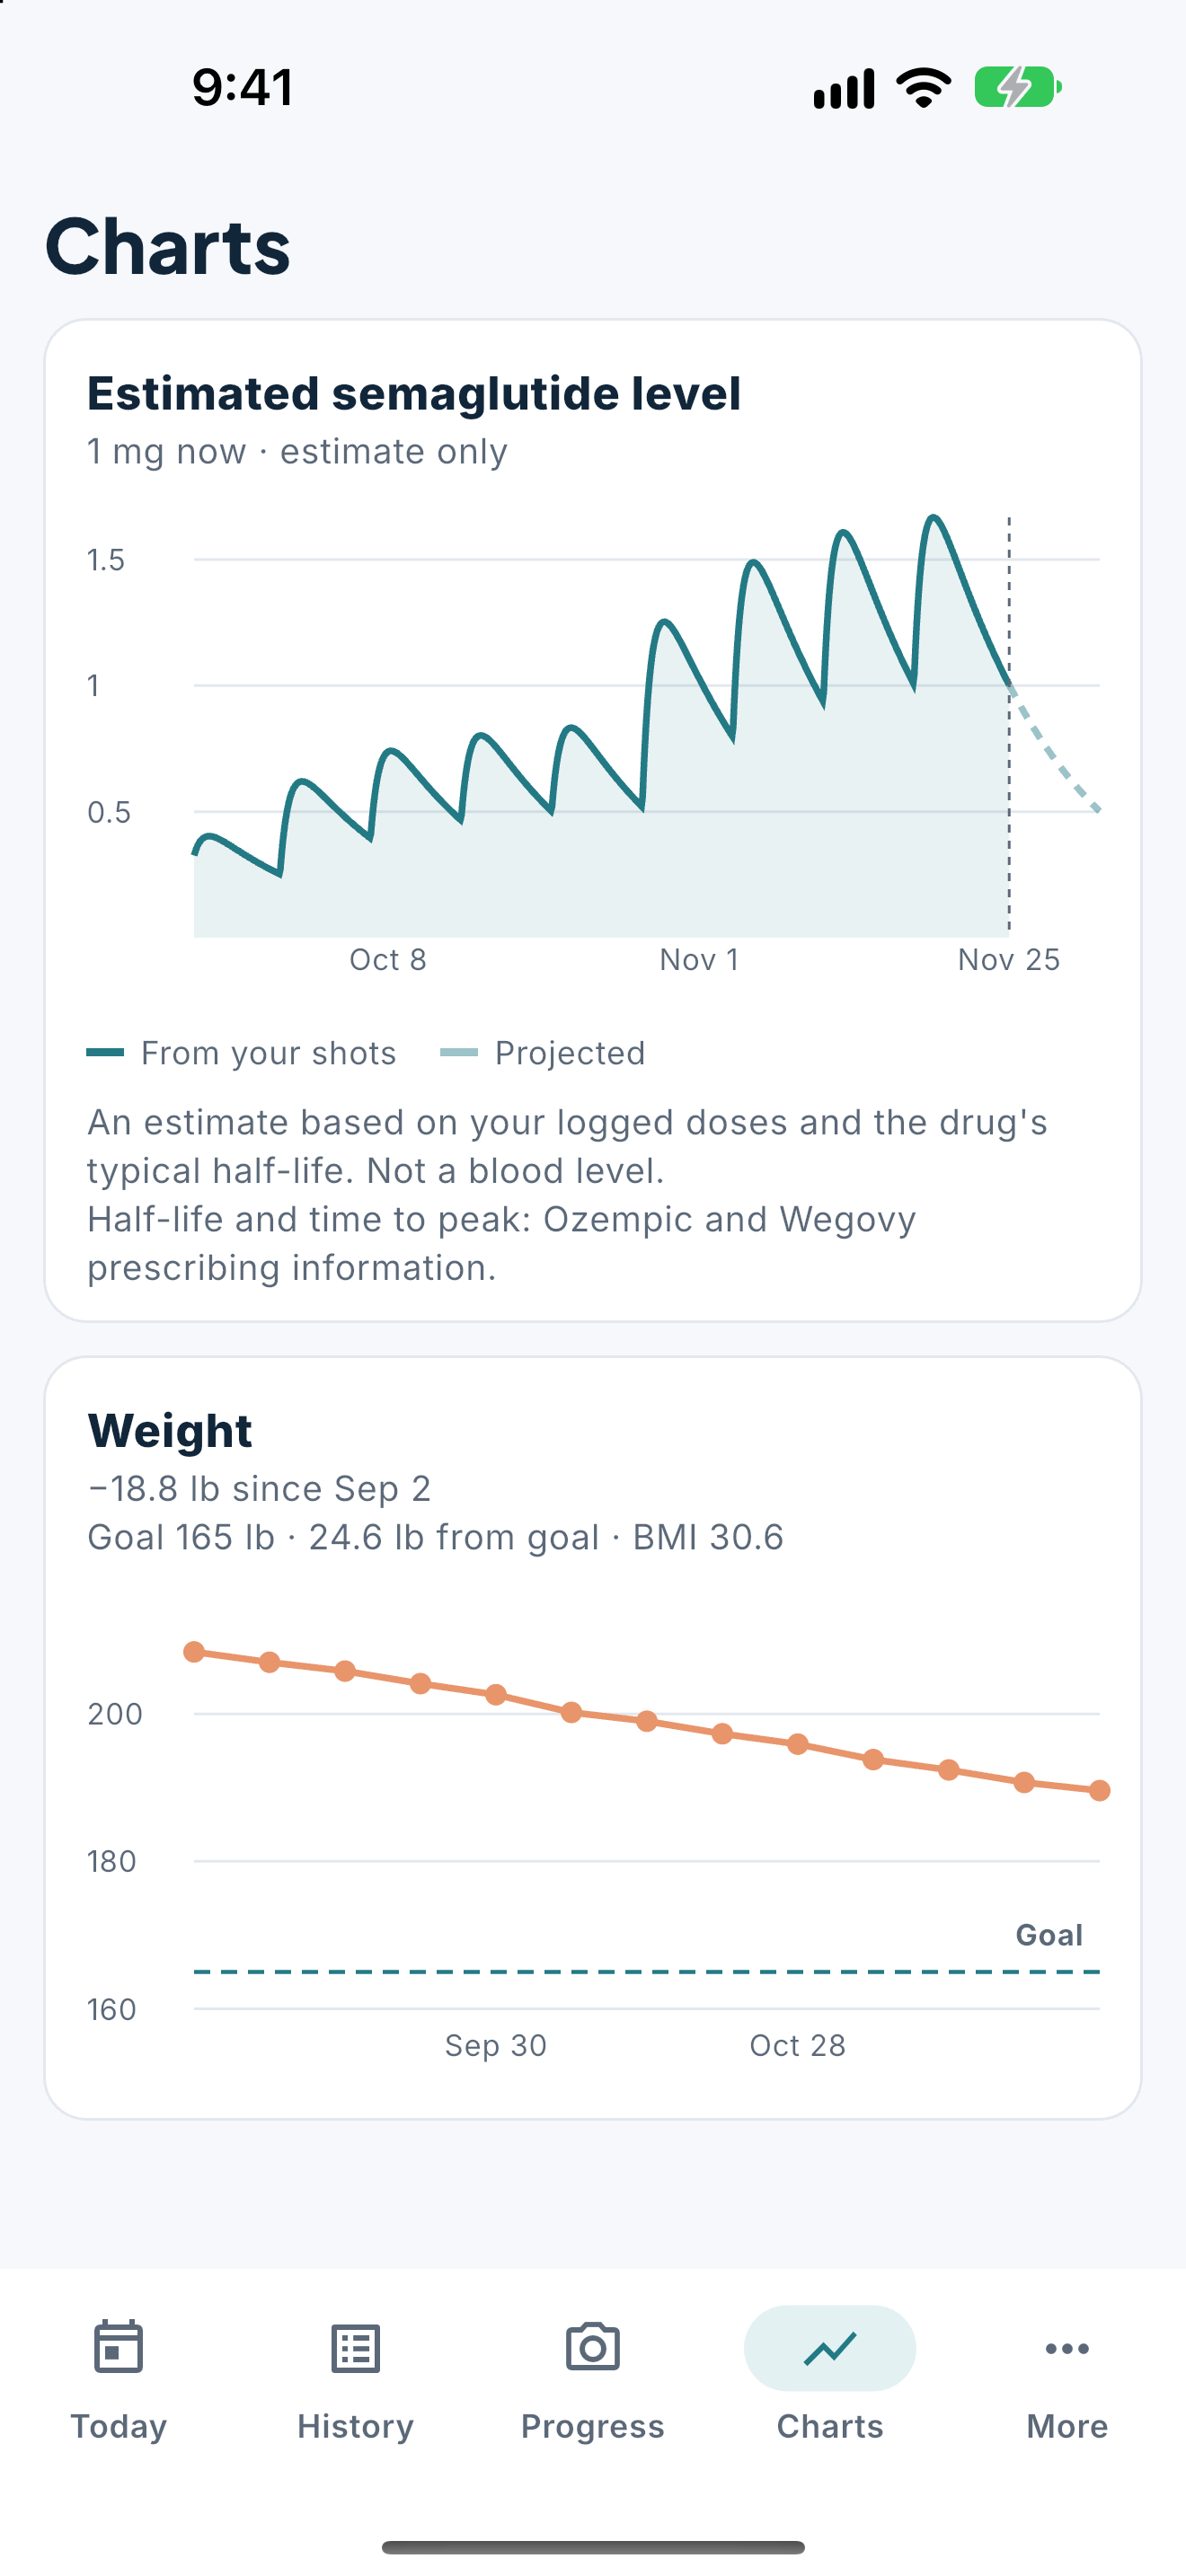 9:41
Charts
Estimated semaglutide level
1 mg now · estimate only
1.5
1
0.5
Oct 8
Nov 1
Nov 25
From your shots
Projected
An estimate based on your logged doses and the drug's
typical half-life. Not a blood level.
Half-life and time to peak: Ozempic and Wegovy
prescribing information.
Weight
−18.8 lb since Sep 2
Goal 165 lb · 24.6 lb from goal · BMI 30.6
200
180
Goal
160
Sep 30
Oct 28
Today
History
Progress
Charts
More